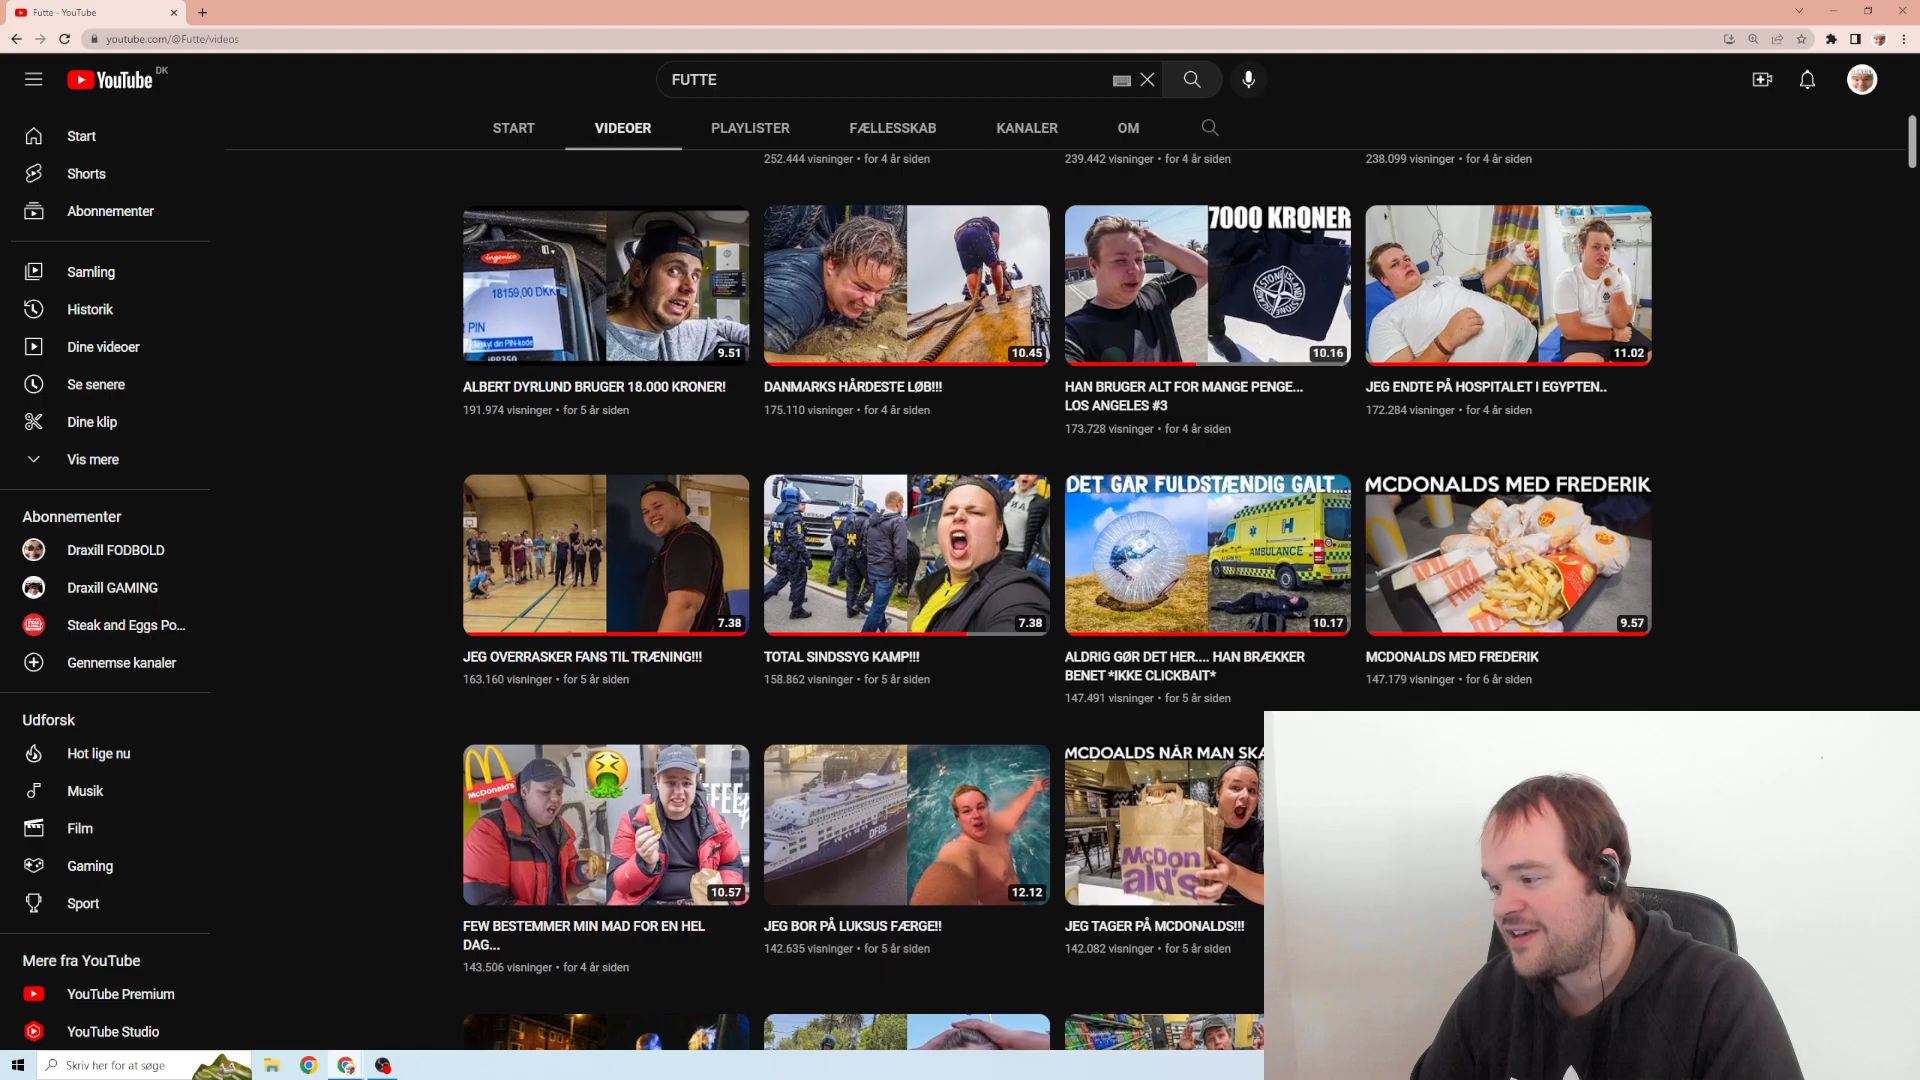 Futte - YouTube
youtube.com/@Futte/videos
YouTube DK
FUTTE
START
VIDEOER
PLAYLISTER
FÆLLESSKAB
KANALER
OM
Start
Shorts
Abonnementer
Samling
Historik
Dine videoer
Se senere
Dine klip
Vis mere
Abonnementer
Draxill FODBOLD
Draxill GAMING
Steak and Eggs Po...
Gennemse kanaler
Udforsk
Hot lige nu
Musik
Film
Gaming
Sport
Mere fra YouTube
YouTube Premium
YouTube Studio
252.444 visninger • for 4 år siden
239.442 visninger • for 4 år siden
238.099 visninger • for 4 år siden
ingenico
18159,00 DKK
PIN
din PIN-kode
9.51
ALBERT DYRLUND BRUGER 18.000 KRONER!
191.974 visninger • for 5 år siden
10.45
DANMARKS HÅRDESTE LØB!!!
175.110 visninger • for 4 år siden
7000 KRONER
STONE ISLAND
10.16
HAN BRUGER ALT FOR MANGE PENGE...
LOS ANGELES #3
173.728 visninger • for 4 år siden
11.02
JEG ENDTE PÅ HOSPITALET I EGYPTEN..
172.284 visninger • for 4 år siden
7.38
JEG OVERRASKER FANS TIL TRÆNING!!!
163.160 visninger • for 5 år siden
7.38
TOTAL SINDSSYG KAMP!!!
158.862 visninger • for 5 år siden
DET GAR FULDSTÆNDIG GALT.....
H
AMBULANCE
10.17
ALDRIG GØR DET HER.... HAN BRÆKKER
BENET *IKKE CLICKBAIT*
147.491 visninger • for 5 år siden
MCDONALDS MED FREDERIK
9.57
MCDONALDS MED FREDERIK
147.179 visninger • for 6 år siden
McDonald's
10.57
FEW BESTEMMER MIN MAD FOR EN HEL
DAG...
143.506 visninger • for 4 år siden
DFDS
12.12
JEG BOR PÅ LUKSUS FÆRGE!!
142.635 visninger • for 5 år siden
MCDOALDS NÅR MAN SKA
McDon
ald's
JEG TAGER PÅ MCDONALDS!!!
142.082 visninger • for 5 år siden
Skriv her for at søge